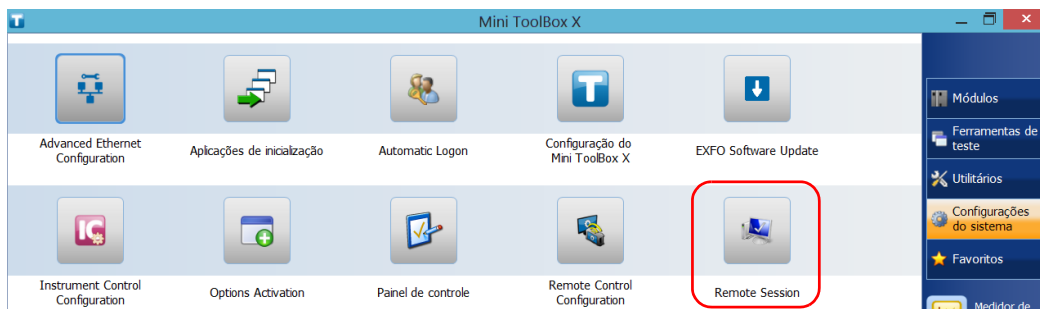 Mini ToolBox X
Advanced Ethernet
Configuration
Aplicações de inicialização
Automatic Logon
Configuração do
Mini ToolBox X
EXFO Software Update
Instrument Control
Configuration
Options Activation
Painel de controle
Remote Control
Configuration
Remote Session
Módulos
Ferramentas de
teste
Utilitários
Configurações
do sistema
Favoritos
Medidor de